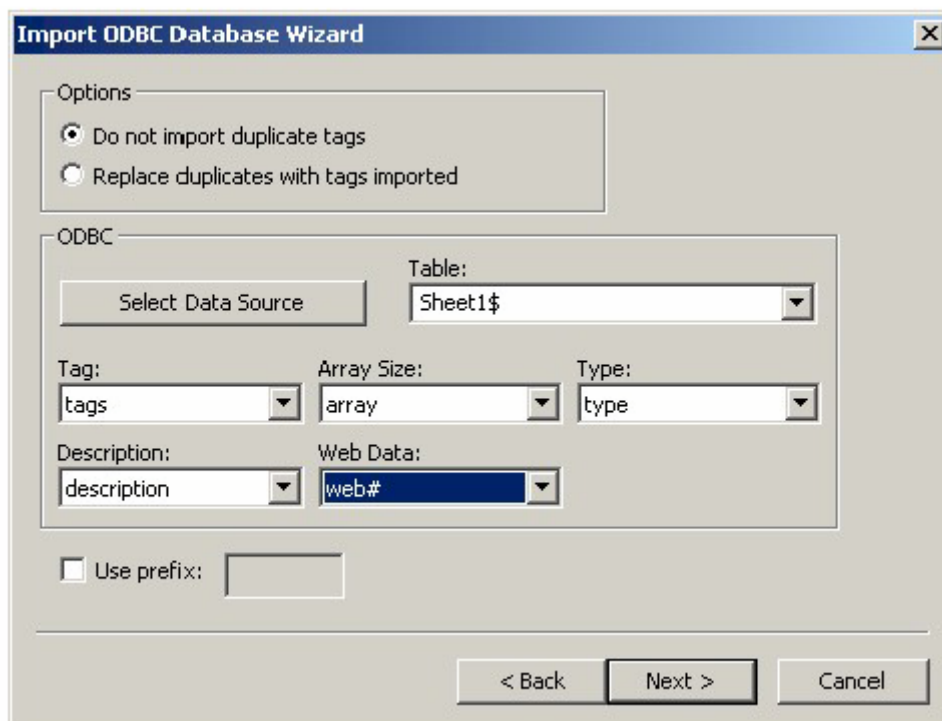 Import ODBC Database Wizard
Options
Do not import duplicate tags
Replace duplicates with tags imported
ODBC
Select Data Source
Table:
Sheet1$
Tag:
Array Size:
Type:
tags
array
type
Description:
Web Data:
description
web#
Use prefix:
< Back
Next >
Cancel